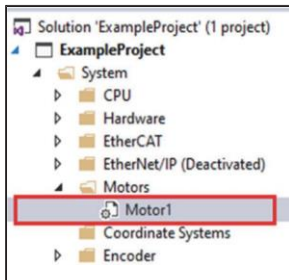 Solution 'ExampleProject' (1 project)
ExampleProject
System
CPU
Hardware
EtherCAT
EtherNet/IP (Deactivated)
Motors
Motor1
Coordinate Systems
Encoder